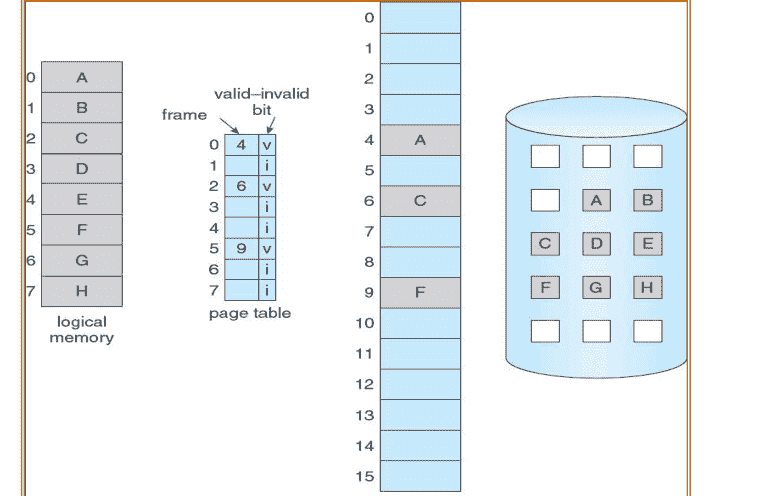 0 A
1 B
2 C
3 D
4 E
5 F
6 G
7 H
logical
memory
valid–invalid
bit
frame
0 4 v
1 i
2 6 v
3 i
4 i
5 9 v
6 i
7 i
page table
0
1
2
3
4 A
5
6 C
7
8
9 F
10
11
12
13
14
15
A B
C D E
F G H